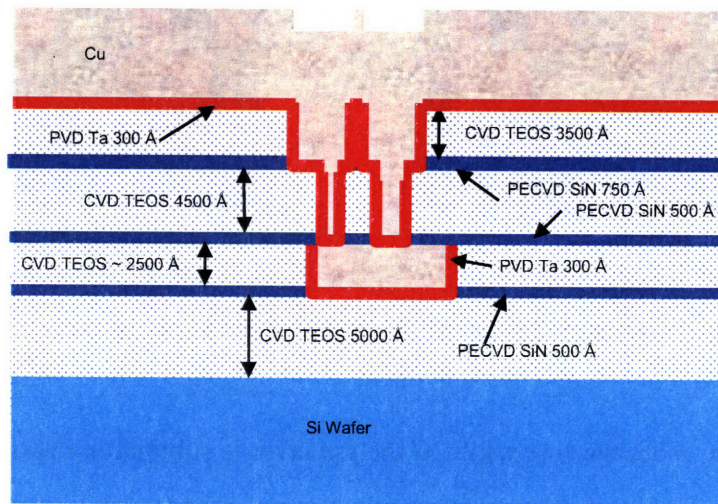 Cu
PVD Ta 300 Å
CVD TEOS 3500 Å
PECVD SiN 750 Å
CVD TEOS 4500 Å
PECVD SiN 500 Å
CVD TEOS ~ 2500 Å
PVD Ta 300 Å
CVD TEOS 5000 Å
PECVD SiN 500 Å
Si Wafer